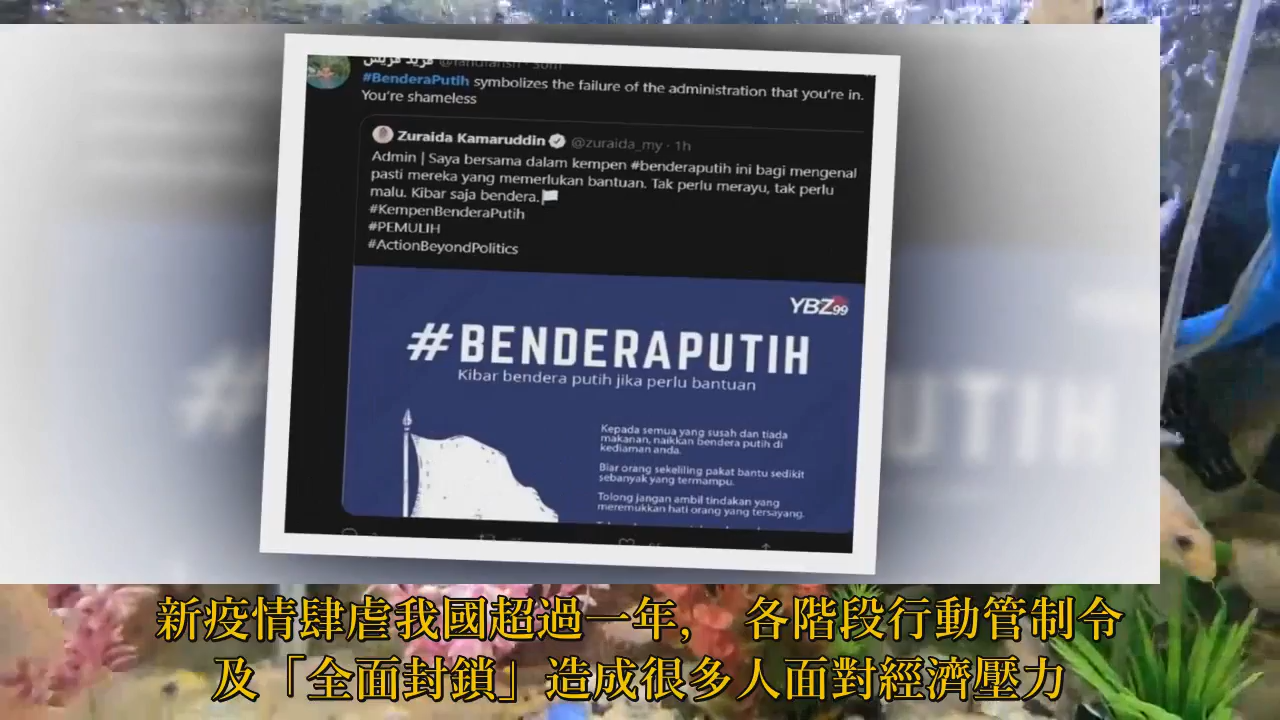 #BenderaPutih symbolizes the failure of the administration that you're in.
You're shameless
Zuraida Kamaruddin @zuraida_my · 1h
Admin | Saya bersama dalam kempen #benderaputih ini bagi mengenal
pasti mereka yang memerlukan bantuan. Tak perlu merayu, tak perlu
malu. Kibar saja bendera.
#KempenBenderaPutih
#PEMULIH
#ActionBeyondPolitics
YBZ99
#BENDERAPUTIH
Kibar bendera putih jika perlu bantuan
Kepada semua yang susah dan tiada
makanan, naikkan bendera putih di
kediaman anda.
Biar orang sekeliling pakat bantu sedikit
sebanyak yang termampu.
Tolong jangan ambil tindakan yang
meremukkan hati orang yang tersayang.
新疫情肆虐我國超過一年, 各階段行動管制令
及「全面封鎖」造成很多人面對經濟壓力